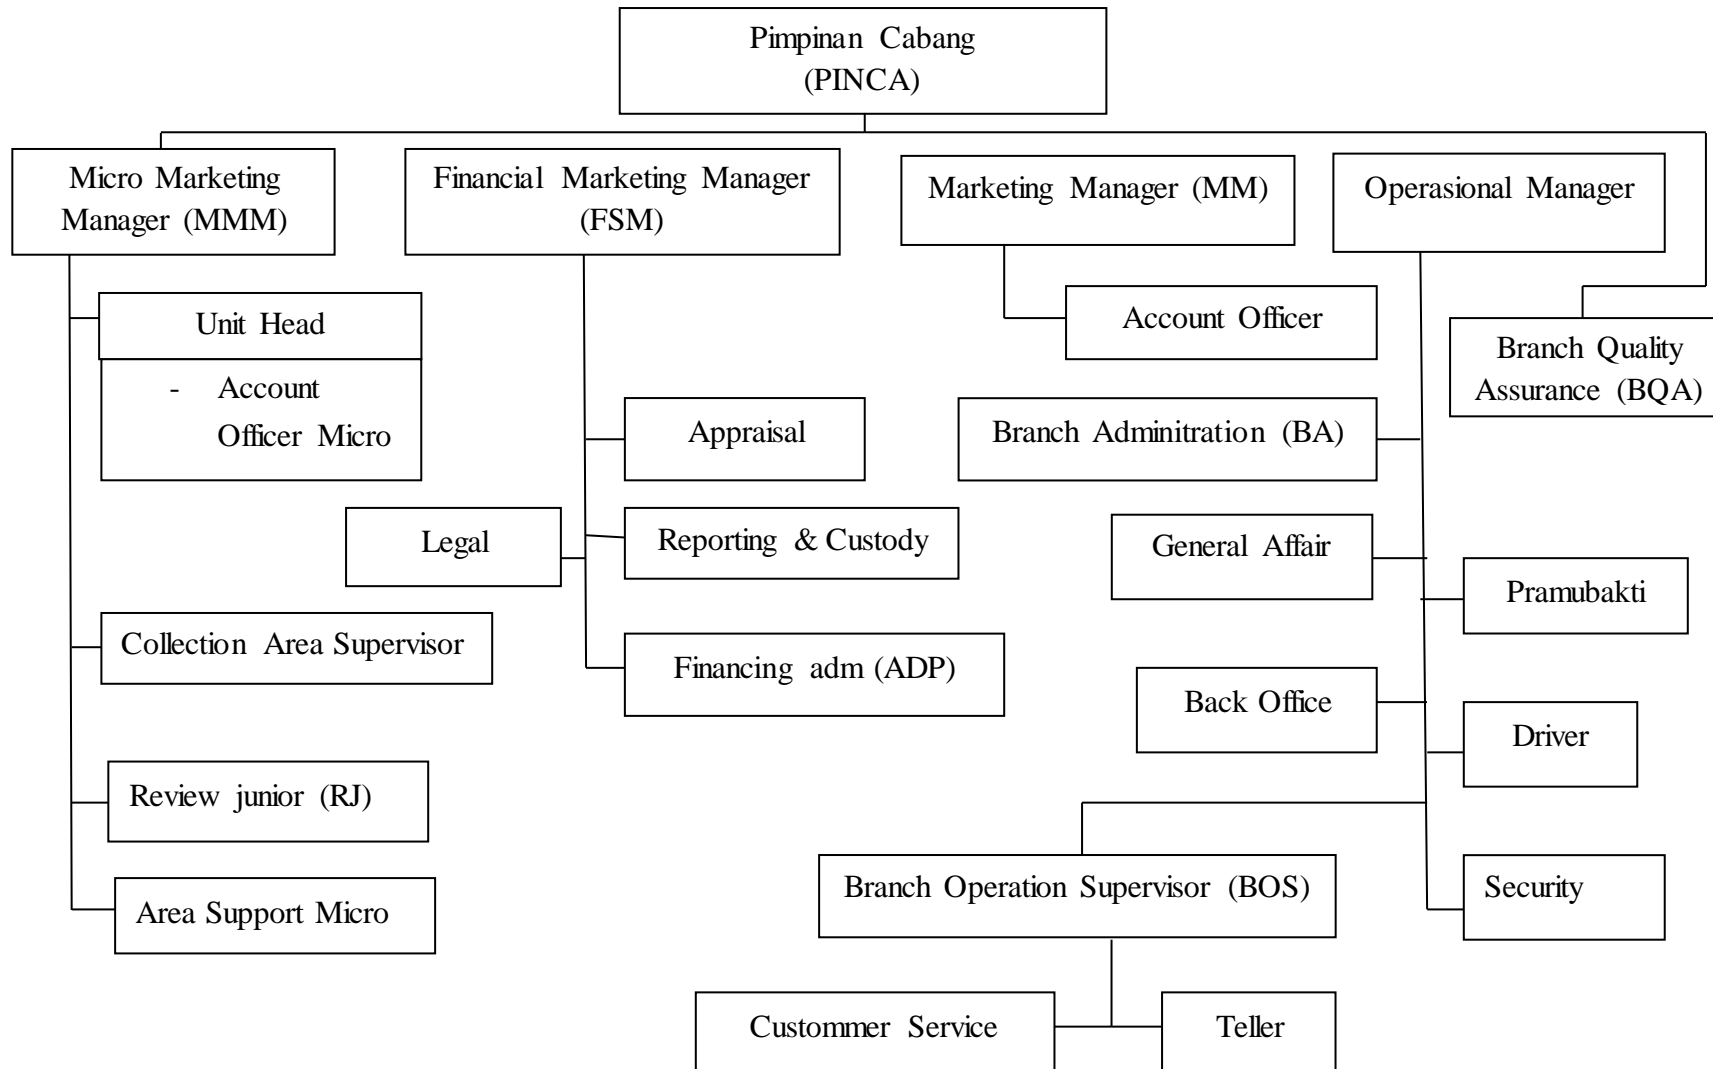 Pimpinan Cabang
(PINCA)
Micro Marketing
Manager (MMM)
Financial Marketing Manager
(FSM)
Marketing Manager (MM)
Operasional Manager
Unit Head
- Account
Officer Micro
Account Officer
Branch Quality
Assurance (BQA)
Appraisal
Branch Adminitration (BA)
Legal
Reporting & Custody
General Affair
Pramubakti
Collection Area Supervisor
Financing adm (ADP)
Back Office
Driver
Review junior (RJ)
Branch Operation Supervisor (BOS)
Security
Area Support Micro
Custommer Service
Teller